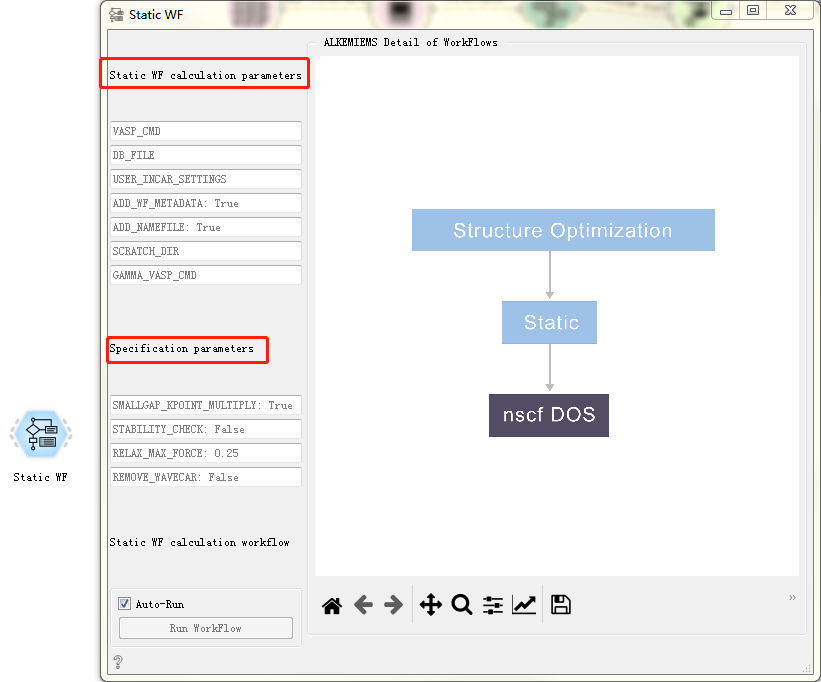 Static WF
ALKEMIEMS Detail of WorkFlows
Static WF calculation parameters
VASP_CMD
DB_FILE
USER_INCAR_SETTINGS
ADD_WF_METADATA: True
ADD_NAMEFILE: True
SCRATCH_DIR
GAMMA_VASP_CMD
Specification parameters
SMALLGAP_KPOINT_MULTIPLY: True
STABILITY_CHECK: False
RELAX_MAX_FORCE: 0.25
REMOVE_WAVECAR: False
Static WF calculation workflow
Auto-Run
Run WorkFlow
?
Structure Optimization
Static
nscf DOS
»
Static WF